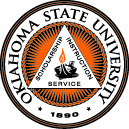 OKLAHOMA STATE UNIVERSITY
SCHOLARSHIP
INSTRUCTION
SERVICE
• 1890 •